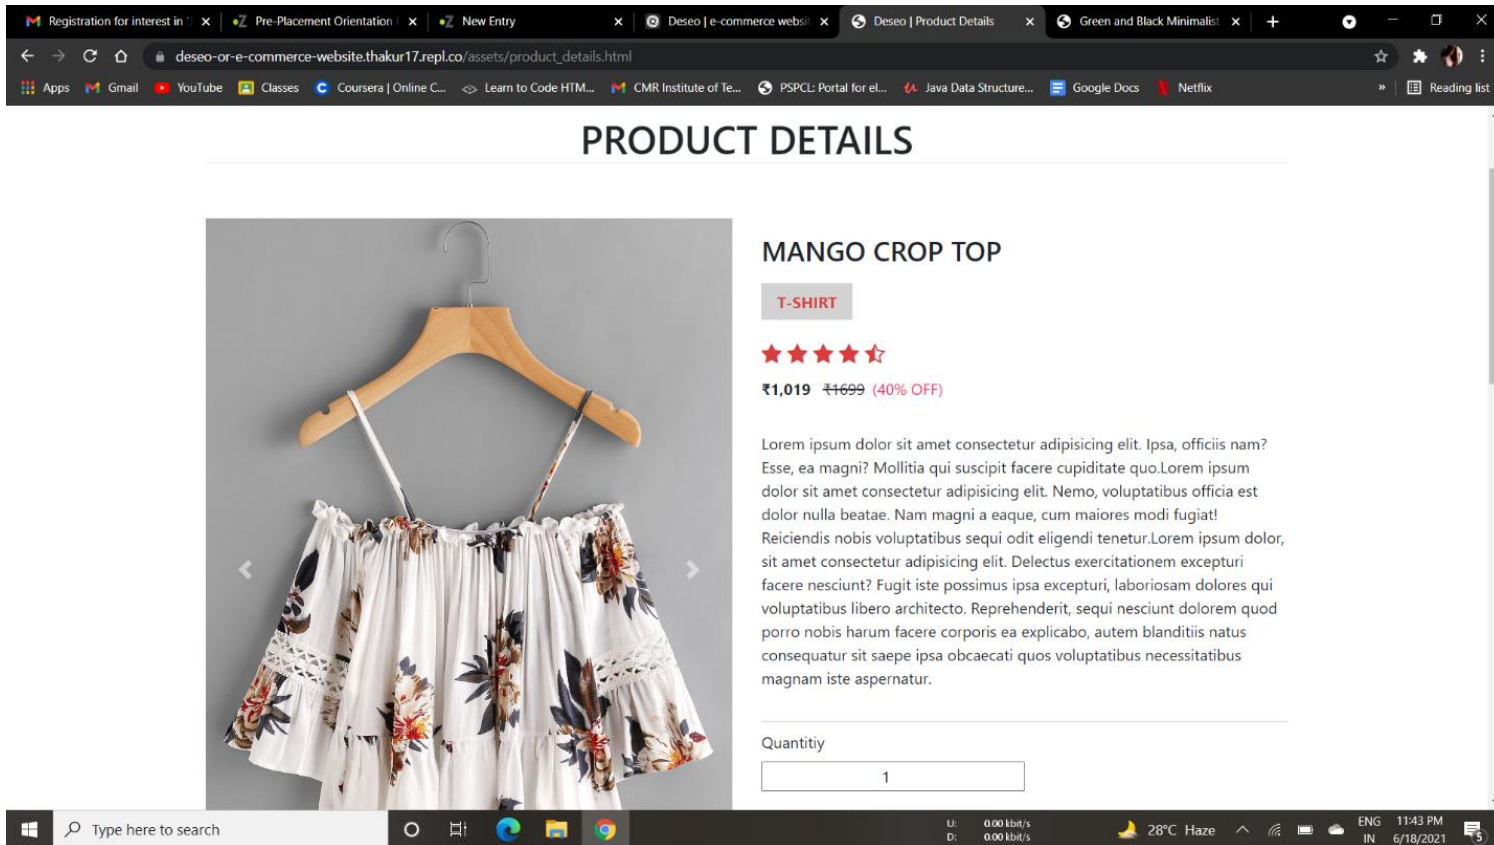 Registration for interest in 'J
Pre-Placement Orientation
New Entry
Deseo | e-commerce websit
Deseo | Product Details
Green and Black Minimalist
deseo-or-e-commerce-website.thakur17.repl.co/assets/product_details.html
Apps
Gmail
YouTube
Classes
Coursera | Online C...
Learn to Code HTM...
CMR Institute of Te...
PSPCL: Portal for el...
Java Data Structure...
Google Docs
Netflix
»
Reading list
PRODUCT DETAILS
MANGO CROP TOP
T-SHIRT
₹1,019 ₹1699 (40% OFF)
Lorem ipsum dolor sit amet consectetur adipisicing elit. Ipsa, officiis nam?
Esse, ea magni? Mollitia qui suscipit facere cupiditate quo.Lorem ipsum
dolor sit amet consectetur adipisicing elit. Nemo, voluptatibus officia est
dolor nulla beatae. Nam magni a eaque, cum maiores modi fugiat!
Reiciendis nobis voluptatibus sequi odit eligendi tenetur.Lorem ipsum dolor,
sit amet consectetur adipisicing elit. Delectus exercitationem excepturi
facere nesciunt? Fugit iste possimus ipsa excepturi, laboriosam dolores qui
voluptatibus libero architecto. Reprehenderit, sequi nesciunt dolorem quod
porro nobis harum facere corporis ea explicabo, autem blanditiis natus
consequatur sit saepe ipsa obcaecati quos voluptatibus necessitatibus
magnam iste aspernatur.
Quantitiy
1
Type here to search
U: 0.00 kbit/s
D: 0.00 kbit/s
28°C Haze
ENG
IN
11:43 PM
6/18/2021
5